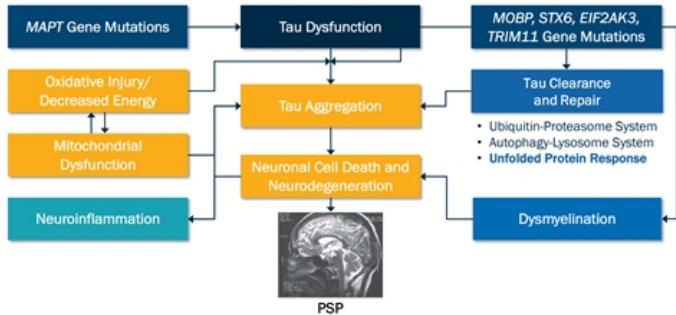 MAPT Gene Mutations
Tau Dysfunction
MOBP, STX6, EIF2AK3,
TRIM11 Gene Mutations
Oxidative Injury/
Decreased Energy
Tau Aggregation
Tau Clearance
and Repair
• Ubiquitin-Proteasome System
• Autophagy-Lysosome System
• Unfolded Protein Response
Mitochondrial
Dysfunction
Neuronal Cell Death and
Neurodegeneration
Neuroinflammation
Dysmyelination
PSP